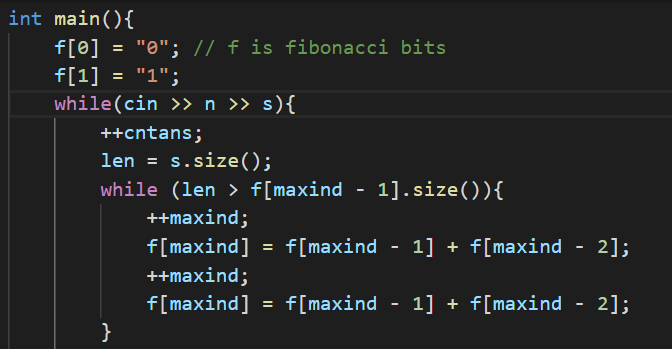 int main(){
    f[0] = "0"; // f is fibonacci bits
    f[1] = "1";
    while(cin >> n >> s){
        ++cntans;
        len = s.size();
        while (len > f[maxind - 1].size()){
            ++maxind;
            f[maxind] = f[maxind - 1] + f[maxind - 2];
            ++maxind;
            f[maxind] = f[maxind - 1] + f[maxind - 2];
        }